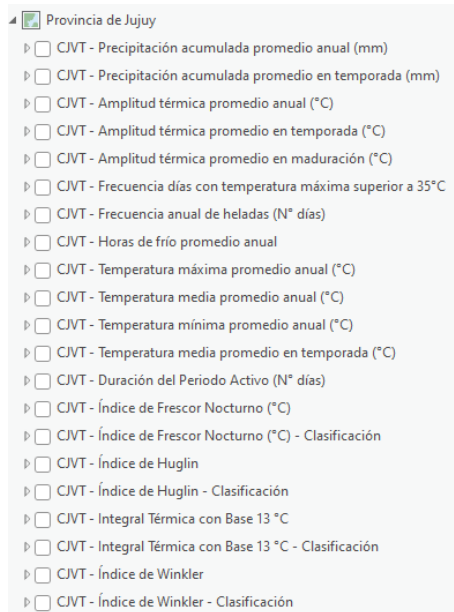 Provincia de Jujuy
CJVT - Precipitación acumulada promedio anual (mm)
CJVT - Precipitación acumulada promedio en temporada (mm)
CJVT - Amplitud térmica promedio anual (°C)
CJVT - Amplitud térmica promedio en temporada (°C)
CJVT - Amplitud térmica promedio en maduración (°C)
CJVT - Frecuencia días con temperatura máxima superior a 35°C
CJVT - Frecuencia anual de heladas (N° días)
CJVT - Horas de frío promedio anual
CJVT - Temperatura máxima promedio anual (°C)
CJVT - Temperatura media promedio anual (°C)
CJVT - Temperatura mínima promedio anual (°C)
CJVT - Temperatura media promedio en temporada (°C)
CJVT - Duración del Periodo Activo (N° días)
CJVT - Índice de Frescor Nocturno (°C)
CJVT - Índice de Frescor Nocturno (°C) - Clasificación
CJVT - Índice de Huglin
CJVT - Índice de Huglin - Clasificación
CJVT - Integral Térmica con Base 13 °C
CJVT - Integral Térmica con Base 13 °C - Clasificación
CJVT - Índice de Winkler
CJVT - Índice de Winkler - Clasificación